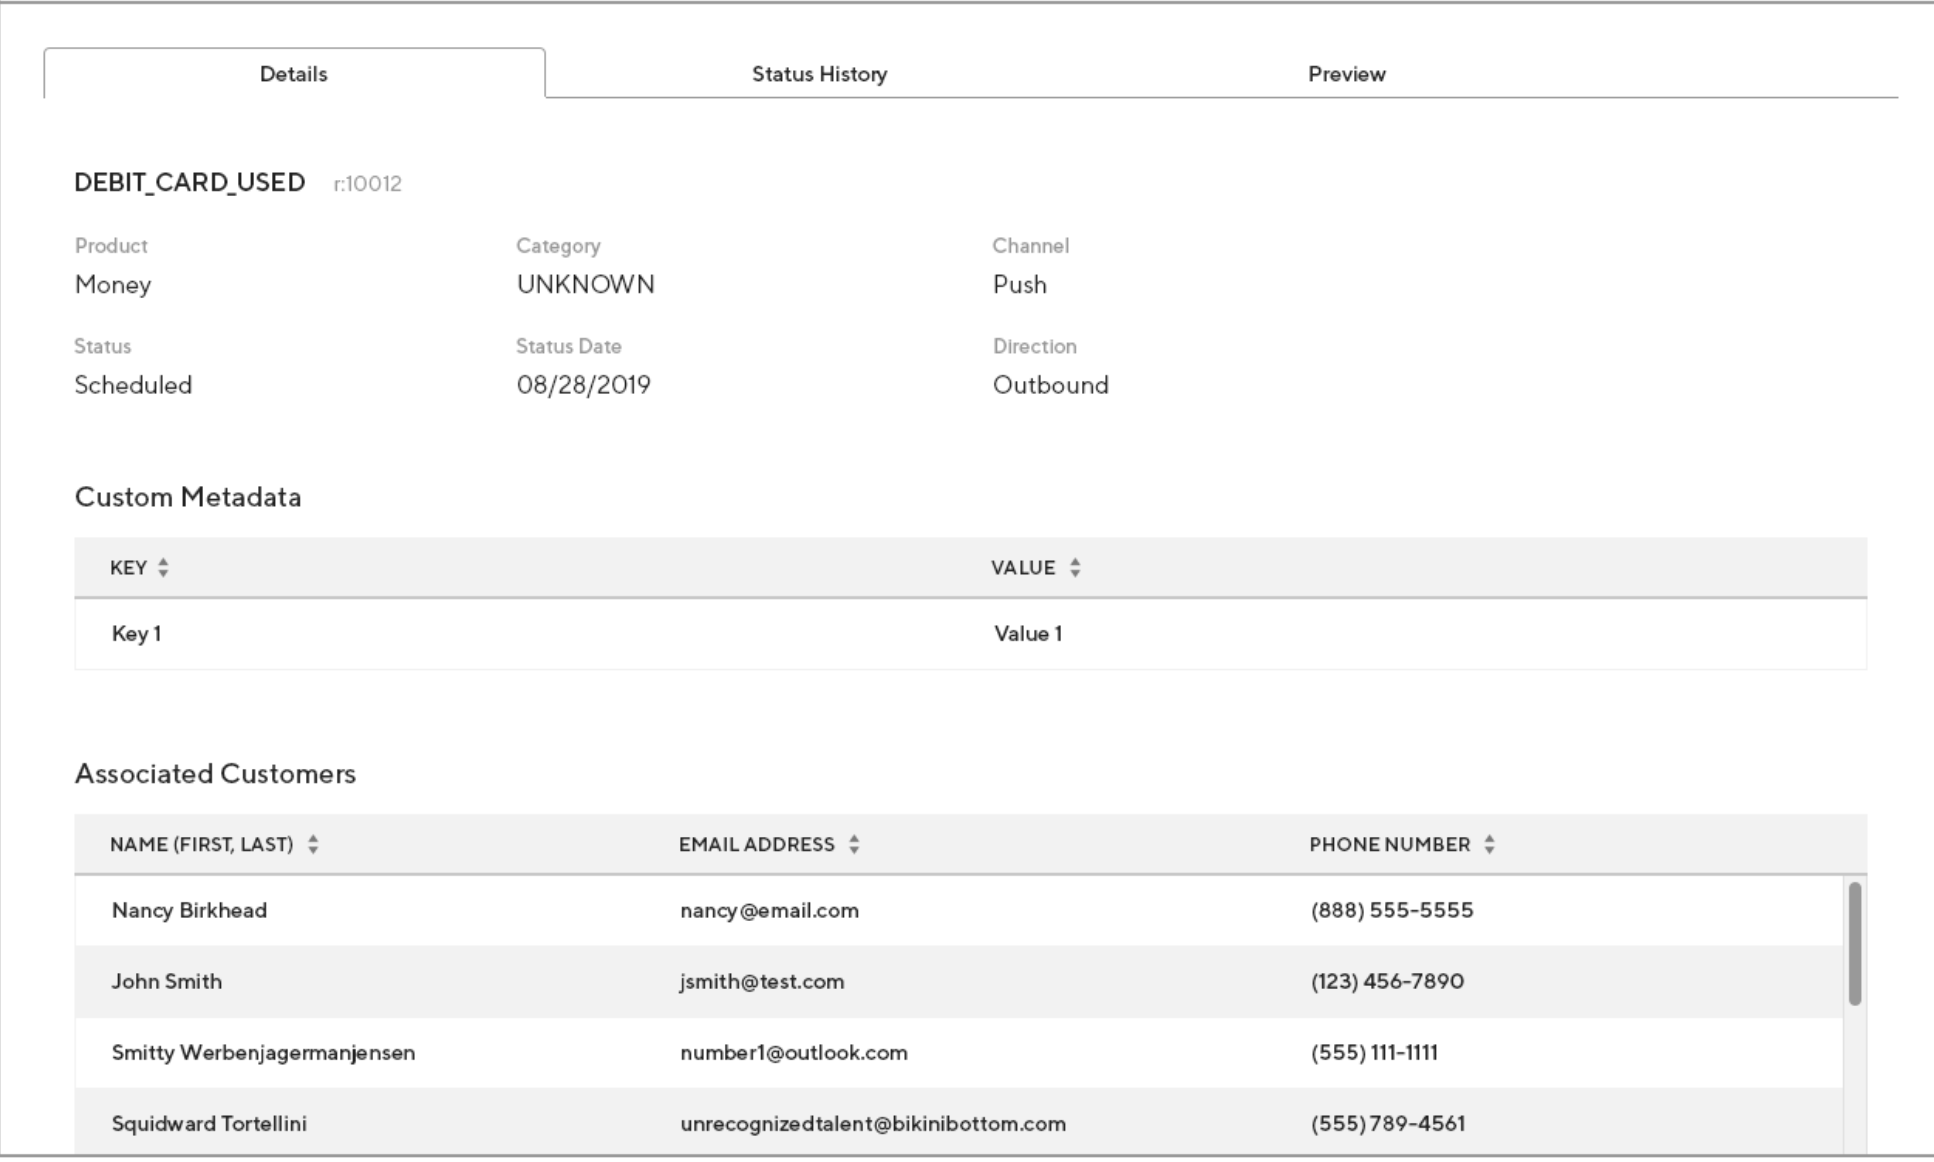 Details Status History Preview
DEBIT_CARD_USED r:10012
Product Category Channel
Money UNKNOWN Push
Status Status Date Direction
Scheduled 08/28/2019 Outbound
Custom Metadata
KEY VALUE
Key 1 Value 1
Associated Customers
NAME (FIRST, LAST) EMAIL ADDRESS PHONE NUMBER
Nancy Birkhead nancy@email.com (888) 555-5555
John Smith jsmith@test.com (123) 456-7890
Smitty Werbenjagermanjensen number1@outlook.com (555) 111-1111
Squidward Tortellini unrecognizedtalent@bikinibottom.com (555) 789-4561